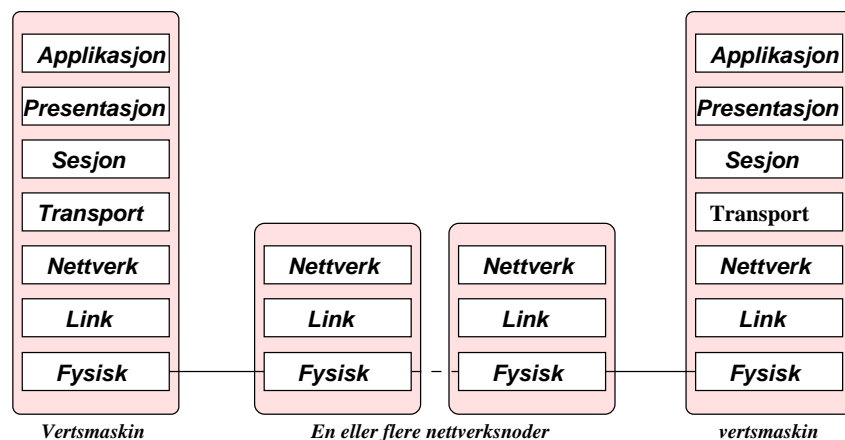 Applikasjon
Presentasjon
Sesjon
Transport
Nettverk
Link
Fysisk
Vertsmaskin
Nettverk
Link
Fysisk
Nettverk
Link
Fysisk
En eller flere nettverksnoder
Applikasjon
Presentasjon
Sesjon
Transport
Nettverk
Link
Fysisk
vertsmaskin